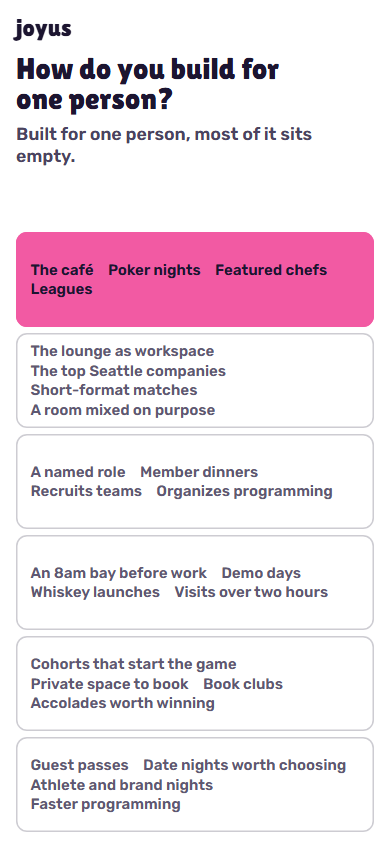 joyus
How do you build for
one person?
Built for one person, most of it sits
empty.
The café Poker nights Featured chefs
Leagues
The lounge as workspace
The top Seattle companies
Short-format matches
A room mixed on purpose
A named role Member dinners
Recruits teams Organizes programming
An 8am bay before work Demo days
Whiskey launches Visits over two hours
Cohorts that start the game
Private space to book Book clubs
Accolades worth winning
Guest passes Date nights worth choosing
Athlete and brand nights
Faster programming